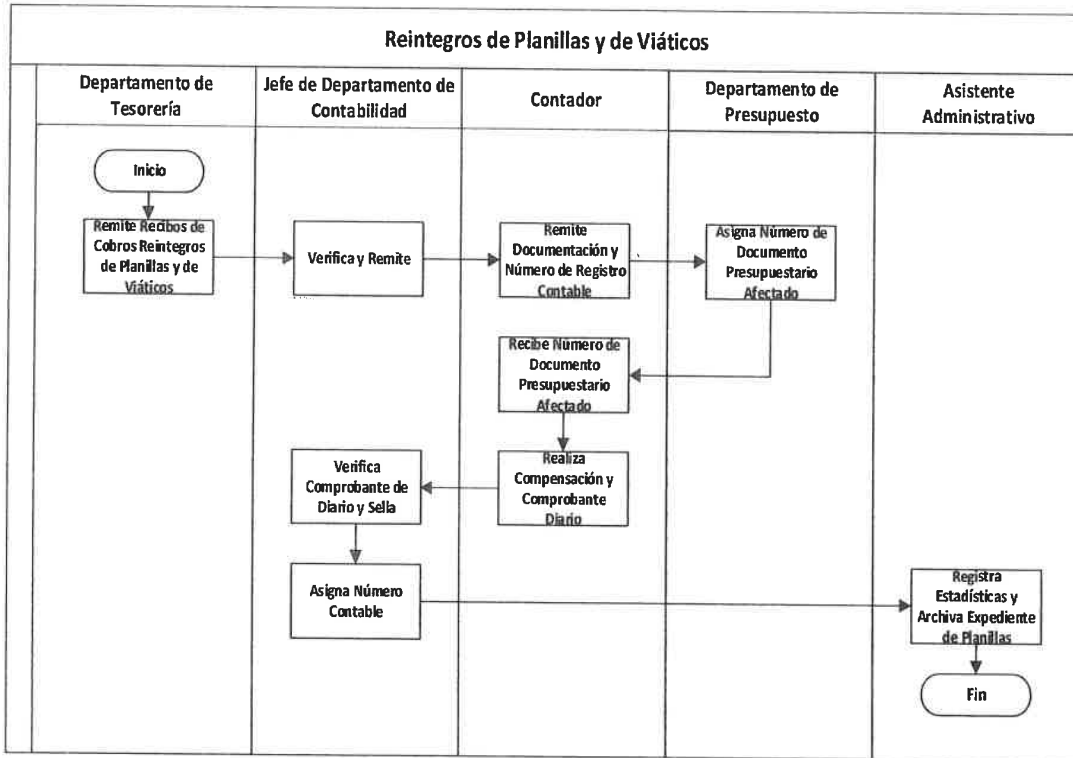 Reintegros de Planillas y de Viáticos
Departamento de
Tesorería
Jefe de Departamento de
Contabilidad
Contador
Departamento de
Presupuesto
Asistente
Administrativo
Inicio
Remite Recibos de
Cobros Reintegros
de Planillas y de
Viáticos
Verifica y Remite
Remite
Documentación y
Número de Registro
Contable
Asigna Número de
Documento
Presupuestario
Afectado
Recibe Número de
Documento
Presupuestario
Afectado
Realiza
Compensación y
Comprobante
Diario
Verifica
Comprobante de
Diario y Sella
Asigna Número
Contable
Registra
Estadísticas y
Archiva Expediente
de Planillas
Fin